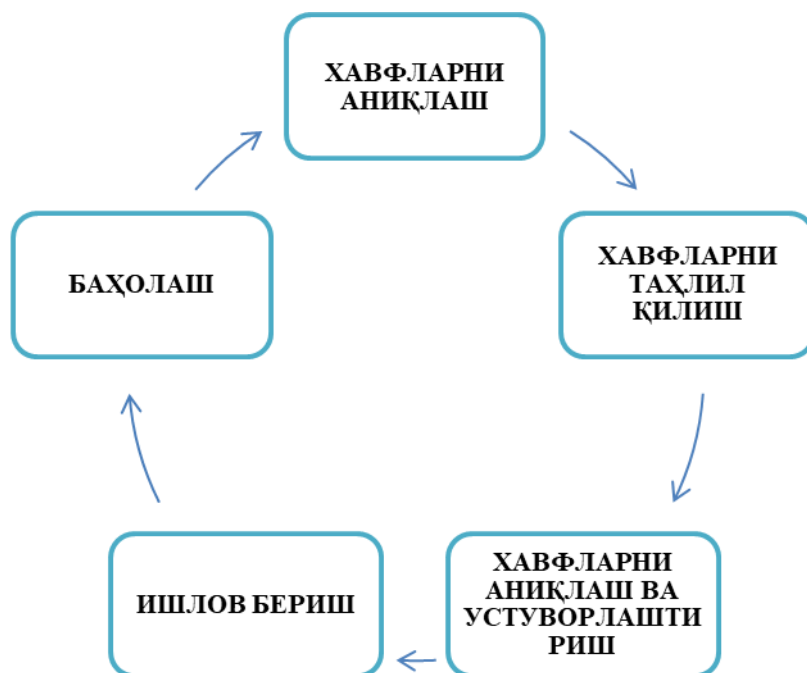 ХАВФЛАРНИ
АНИҚЛАШ
ХАВФЛАРНИ
ТАҲЛИЛ
ҚИЛИШ
ХАВФЛАРНИ
АНИҚЛАШ ВА
УСТУВОРЛАШТИ
РИШ
ИШЛОВ БЕРИШ
БАҲОЛАШ